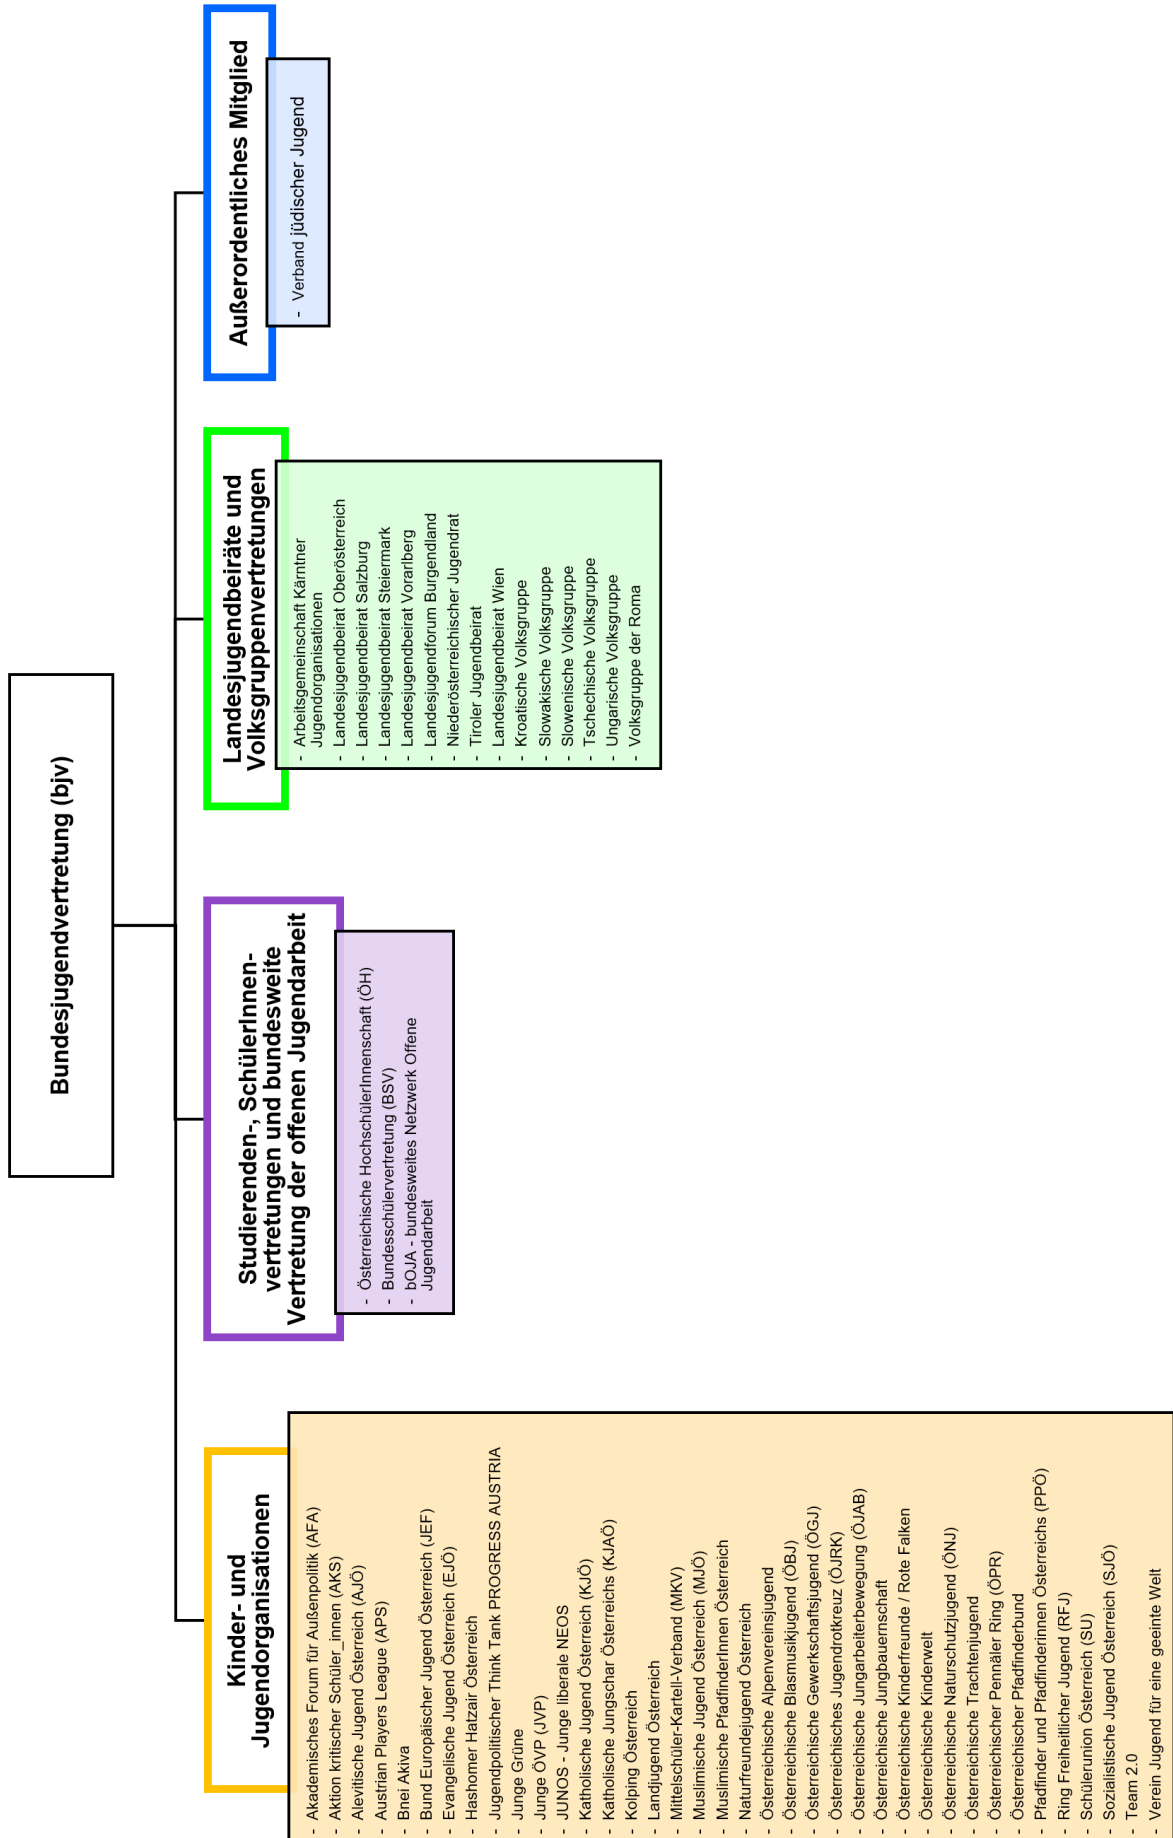 Bundesjugendvertretung (bjv)
Kinder- und
Jugendorganisationen
- Akademisches Forum für Außenpolitik (AFA)
- Aktion kritischer Schüler_innen (AKS)
- Alevitische Jugend Österreich (AJÖ)
- Austrian Players League (APS)
- Bnei Akiva
- Bund Europäischer Jugend Österreich (JEF)
- Evangelische Jugend Österreich (EJÖ)
- Hashomer Hatzair Österreich
- Jugendpolitischer Think Tank PROGRESS AUSTRIA
- Junge Grüne
- Junge ÖVP (JVP)
- JUNOS - Junge liberale NEOS
- Katholische Jugend Österreich (KJÖ)
- Katholische Jungschar Österreichs (KJAÖ)
- Kolping Österreich
- Landjugend Österreich
- Mittelschüler-Kartell-Verband (MKV)
- Muslimische Jugend Österreich (MJÖ)
- Muslimische PfadfinderInnen Österreich
- Naturfreundejugend Österreich
- Österreichische Alpenvereinsjugend
- Österreichische Blasmusikjugend (ÖBJ)
- Österreichische Gewerkschaftsjugend (ÖGJ)
- Österreichisches Jugendrotkreuz (ÖJRK)
- Österreichische Jungarbeiterbewegung (ÖJAB)
- Österreichische Jungbauernschaft
- Österreichische Kinderfreunde / Rote Falken
- Österreichische Kinderwelt
- Österreichische Naturschutzjugend (ÖNJ)
- Österreichische Trachtenjugend
- Österreichischer Pennäler Ring (ÖPR)
- Österreichischer Pfadfinderbund
- Pfadfinder und Pfadfinderinnen Österreichs (PPÖ)
- Ring Freiheitlicher Jugend (RFJ)
- Schülerunion Österreich (SU)
- Sozialistische Jugend Österreich (SJÖ)
- Team 2.0
- Verein Jugend für eine geeinte Welt
Studierenden-, SchülerInnen-
vertretungen und bundesweite
Vertretung der offenen Jugendarbeit
- Österreichische HochschülerInnenschaft (ÖH)
- Bundesschülervertretung (BSV)
- bOJA - bundesweites Netzwerk Offene
Jugendarbeit
Landesjugendbeiräte und
Volksgruppenvertretungen
- Arbeitsgemeinschaft Kärntner
Jugendorganisationen
- Landesjugendbeirat Oberösterreich
- Landesjugendbeirat Salzburg
- Landesjugendbeirat Steiermark
- Landesjugendbeirat Vorarlberg
- Landesjugendforum Burgendland
- Niederösterreichischer Jugendrat
- Tiroler Jugendbeirat
- Landesjugendbeirat Wien
- Kroatische Volksgruppe
- Slowakische Volksgruppe
- Slowenische Volksgruppe
- Tschechische Volksgruppe
- Ungarische Volksgruppe
- Volksgruppe der Roma
Außerordentliches Mitglied
- Verband jüdischer Jugend